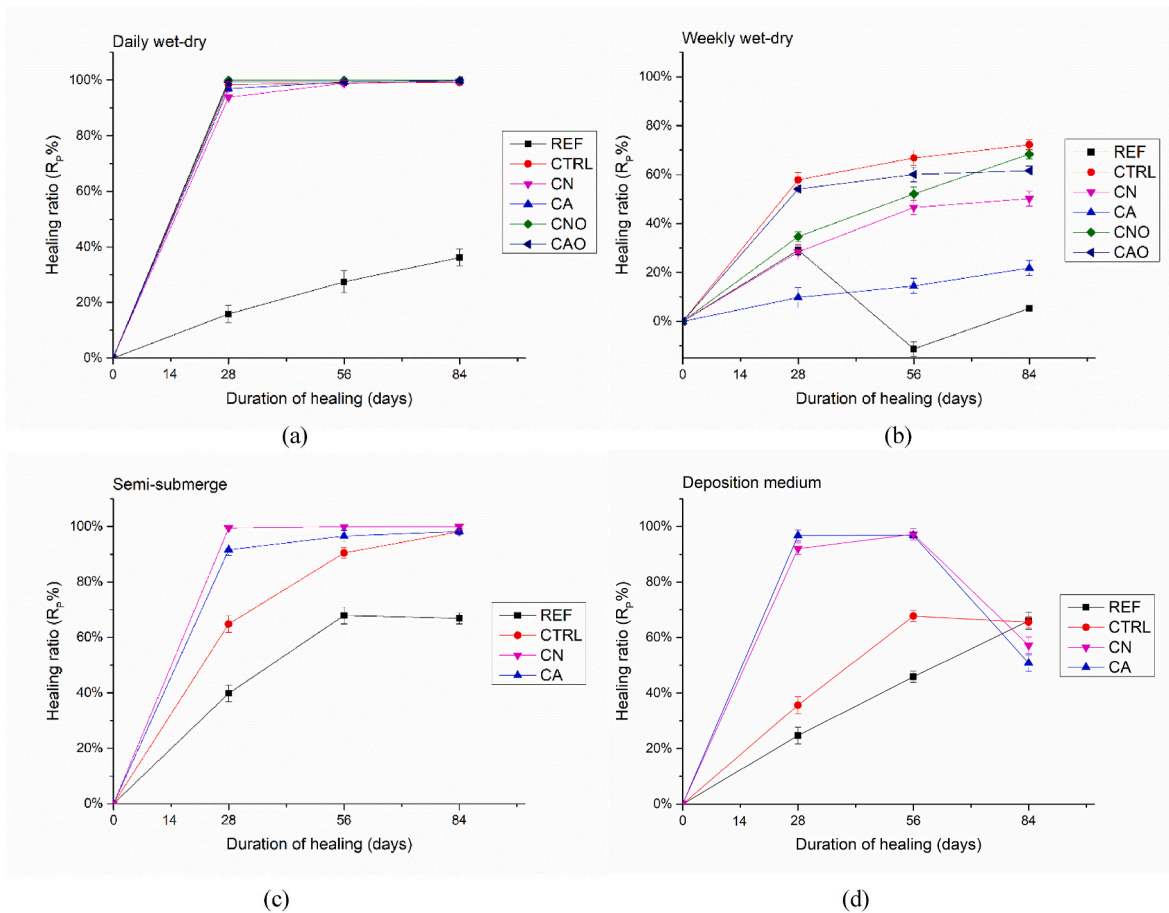 Daily wet-dry
100%
80%
60%
40%
20%
0%
Healing ratio (RP%)
0 14 28 56 84
Duration of healing (days)
REF
CTRL
CN
CA
CNO
CAO
(a)
Weekly wet-dry
100%
80%
60%
40%
20%
0%
Healing ratio (RP%)
0 14 28 56 84
Duration of healing (days)
REF
CTRL
CN
CA
CNO
CAO
(b)
Semi-submerge
100%
80%
60%
40%
20%
0%
Healing ratio (RP%)
0 14 28 56 84
Duration of healing (days)
REF
CTRL
CN
CA
(c)
Deposition medium
100%
80%
60%
40%
20%
0%
Healing ratio (RP%)
0 14 28 56 84
Duration of healing (days)
REF
CTRL
CN
CA
(d)